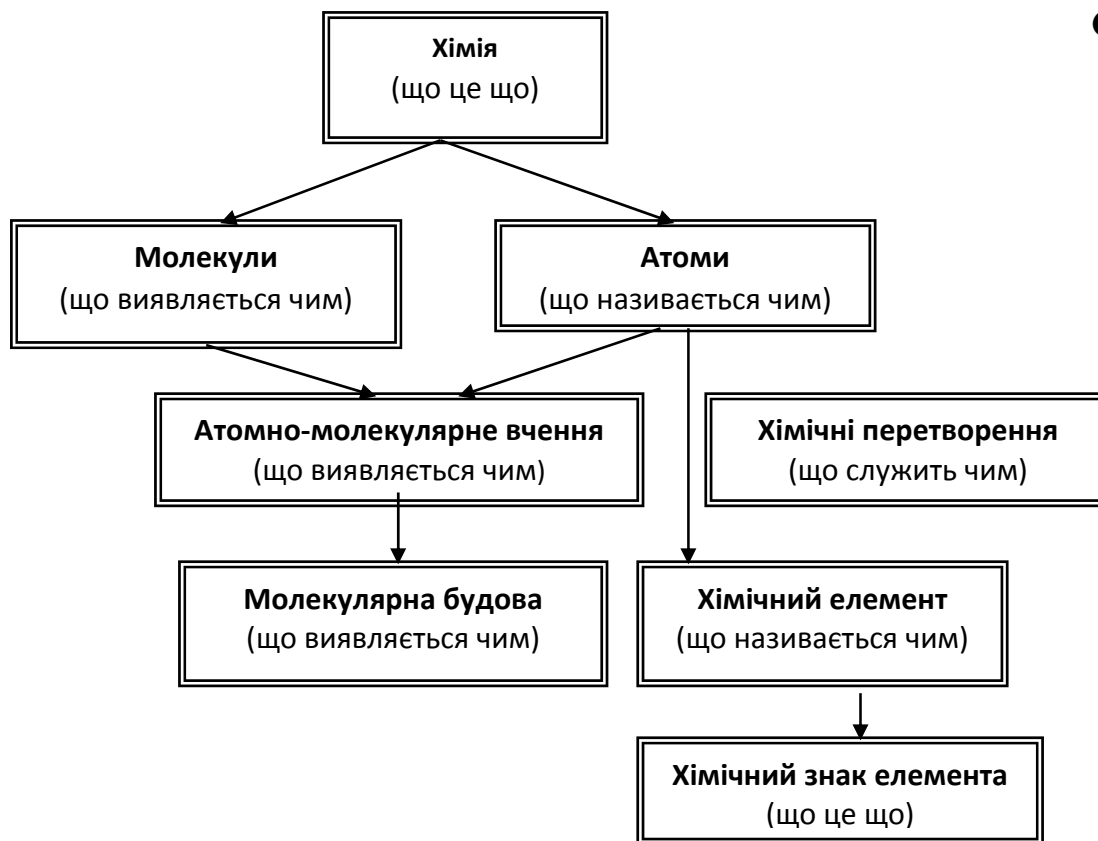 Хімія
(що це що)
Молекули
(що виявляється чим)
Атоми
(що називається чим)
Атомно-молекулярне вчення
(що виявляється чим)
Хімічні перетворення
(що служить чим)
Молекулярна будова
(що виявляється чим)
Хімічний елемент
(що називається чим)
Хімічний знак елемента
(що це що)